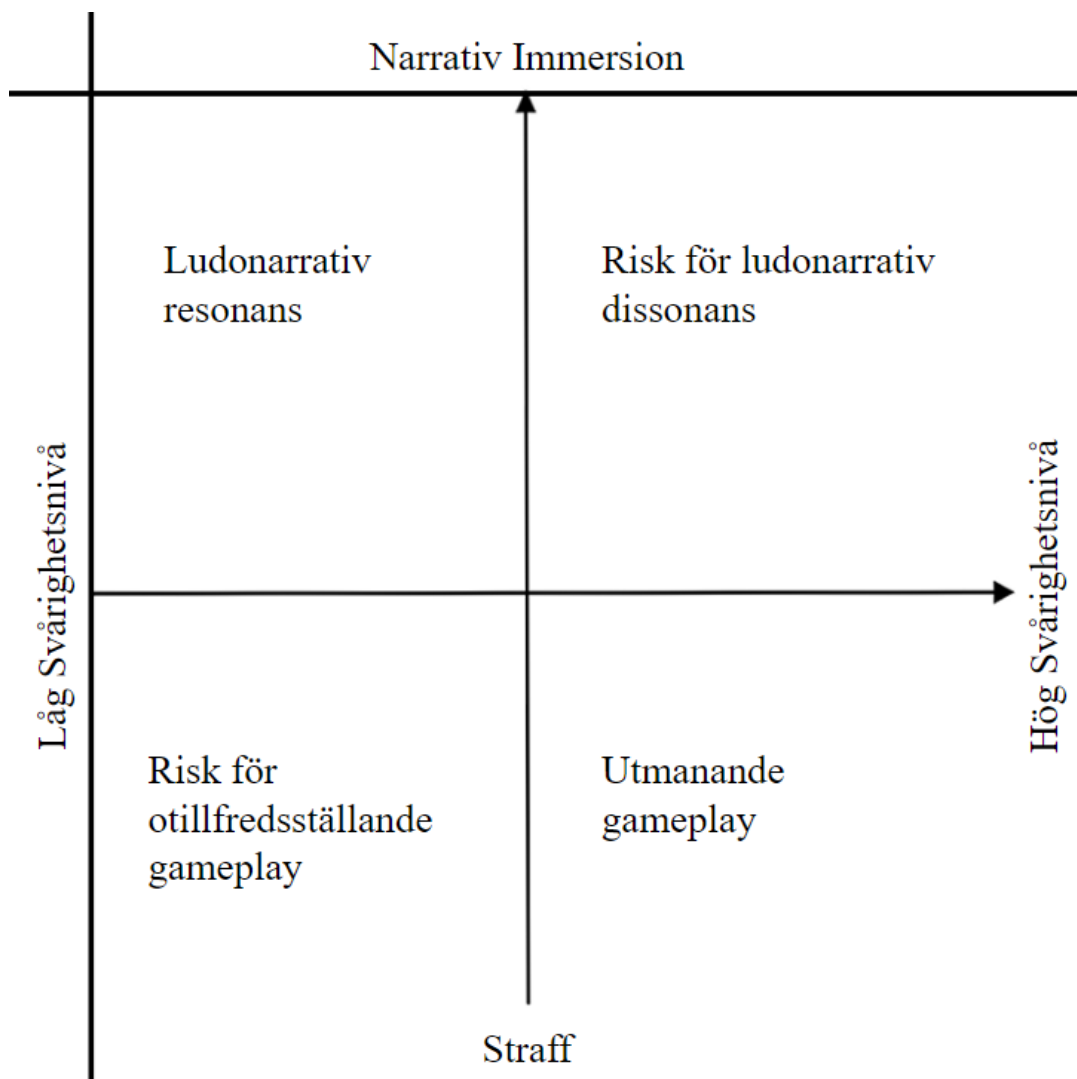 Narrativ Immersion
Ludonarrativ
resonans
Risk för ludonarrativ
dissonans
Låg Svårighetsnivå
Hög Svårighetsnivå
Risk för
otillfredsställande
gameplay
Utmanande
gameplay
Straff